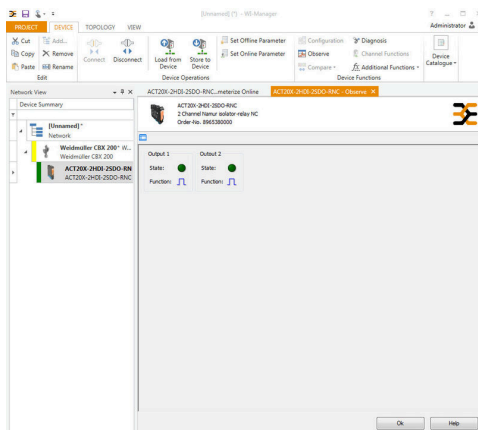 [Unnamed] (*) - WI-Manager
PROJECT DEVICE TOPOLOGY VIEW
Administrator
Cut Add...
Copy Remove
Paste Rename
Connect Disconnect
Load from Device Store to Device
Set Offline Parameter
Set Online Parameter
Configuration Diagnosis
Observe Channel Functions
Compare Additional Functions
Device Catalogue
Edit Device Operations Device Functions
Network View
ACT20X-2HDI-2SDO-RNC...meterize Online ACT20X-2HDI-2SDO-RNC - Observe
Device Summary
[Unnamed]*
Network
Weidmüller CBX 200* W...
Weidmüller CBX 200
ACT20X-2HDI-2SDO-RN
ACT20X-2HDI-2SDO-RNC
ACT20X-2HDI-2SDO-RNC
2 Channel Namur isolator-relay NC
Order-No. 8965380000
Output 1 Output 2
State: State:
Function: Function:
Ok Help